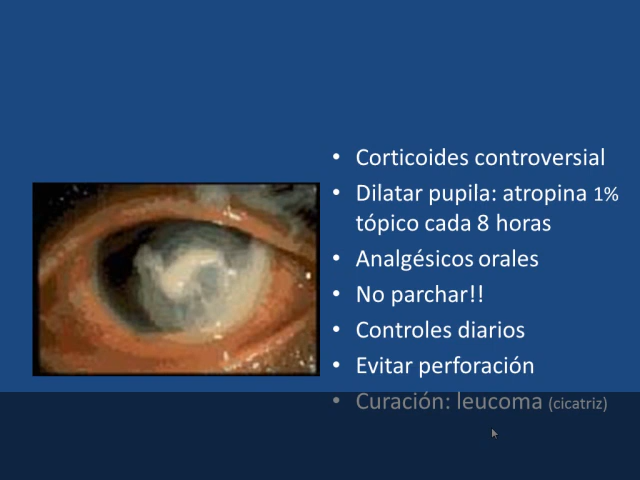 • Corticoides controversial
• Dilatar pupila: atropina 1%
tópico cada 8 horas
• Analgésicos orales
• No parchar!!
• Controles diarios
• Evitar perforación
• Curación: leucoma (cicatriz)